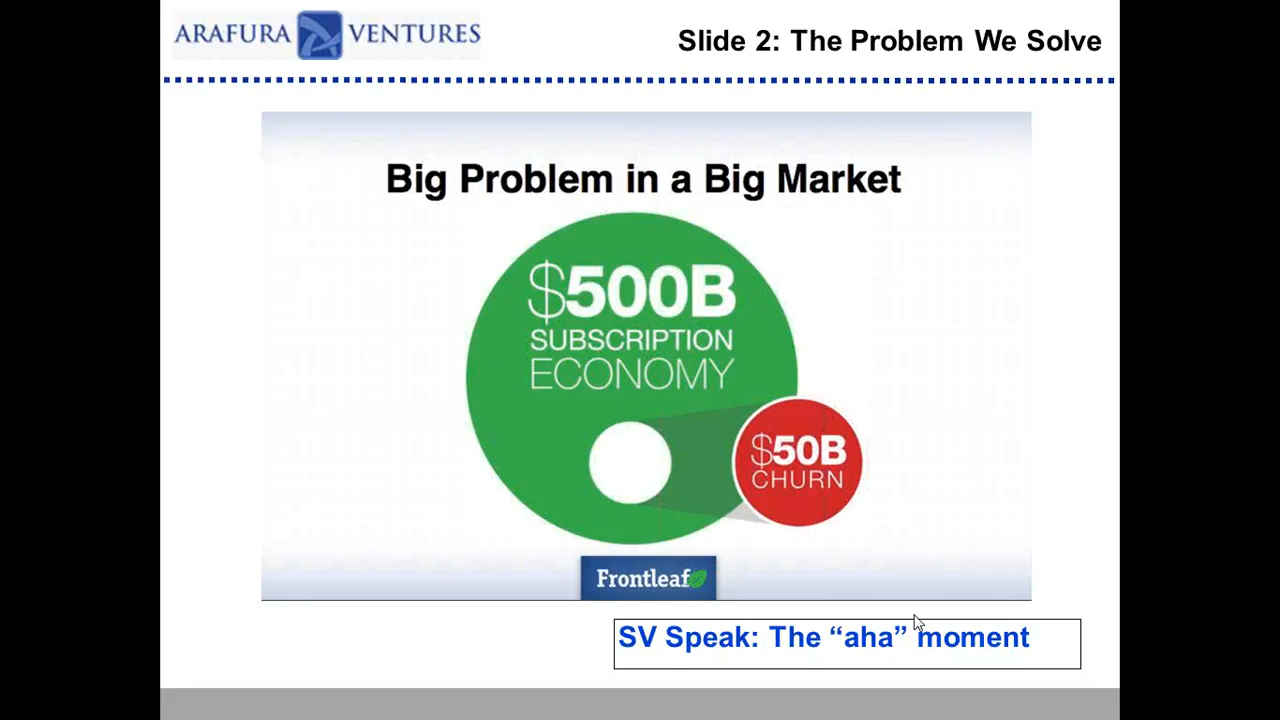 ARAFURA VENTURES
Slide 2: The Problem We Solve
Big Problem in a Big Market
$500B
SUBSCRIPTION
ECONOMY
$50B
CHURN
Frontleaf
SV Speak: The “aha” moment